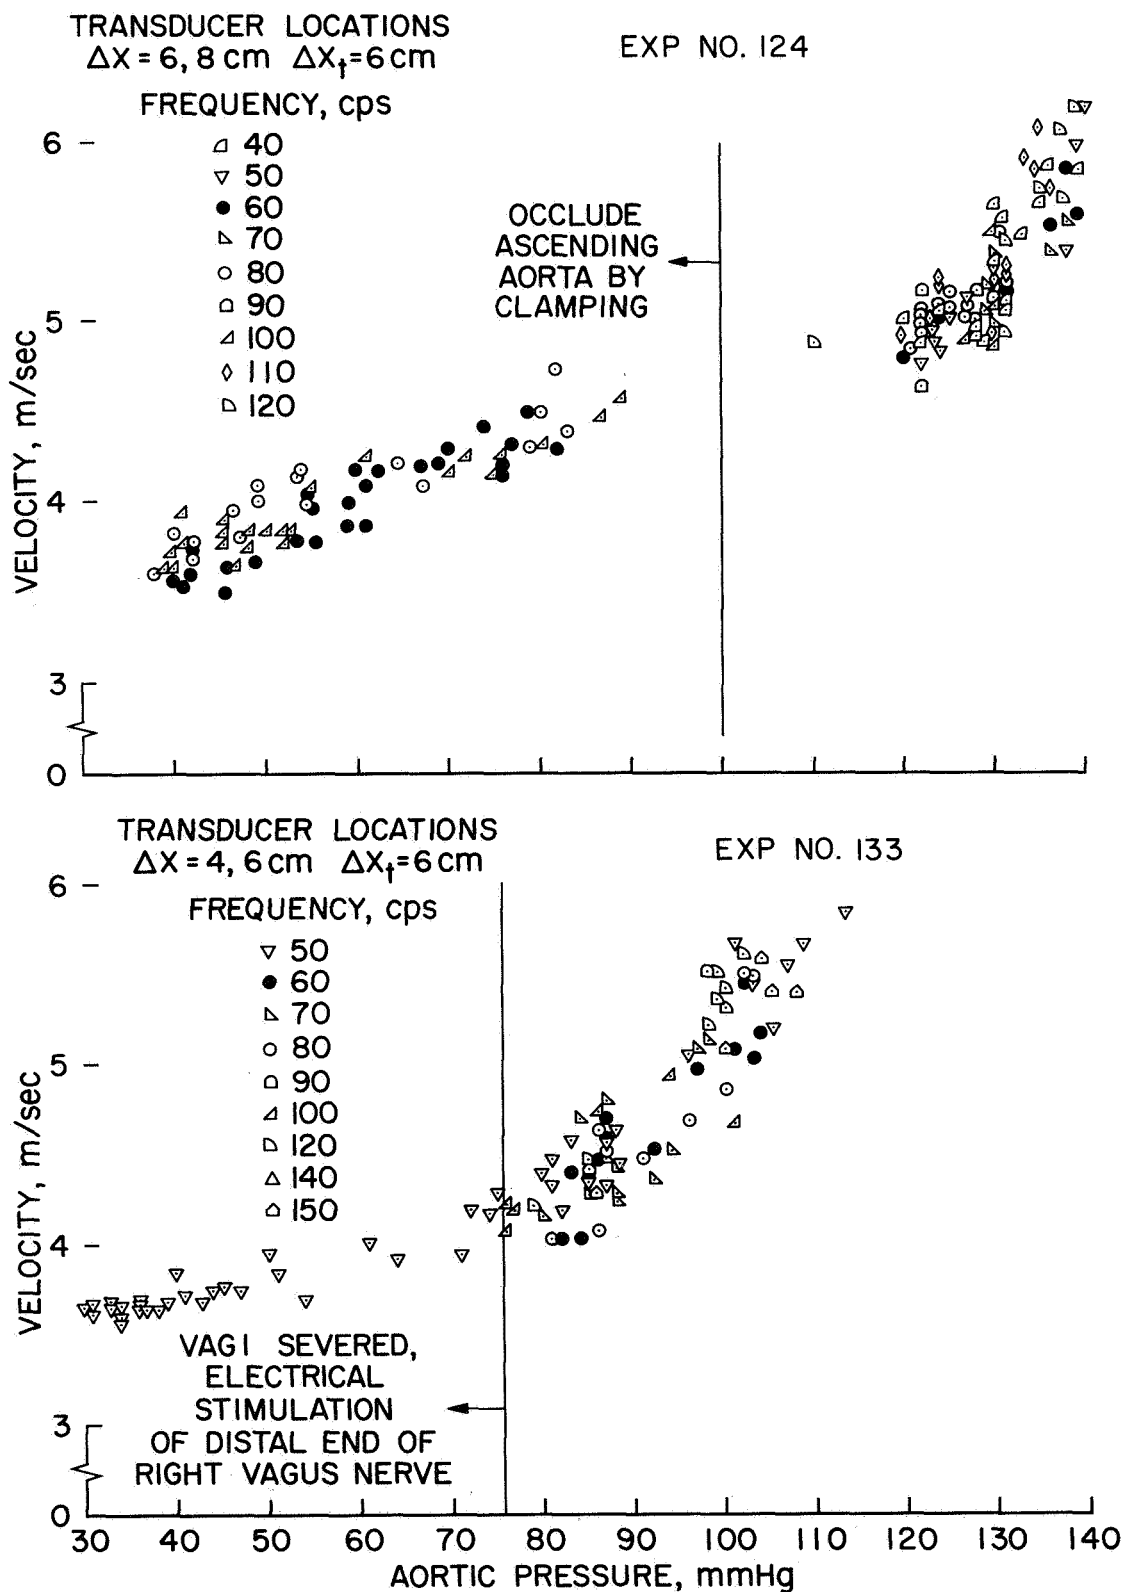 TRANSDUCER LOCATIONS
ΔX = 6, 8 cm ΔXt = 6 cm
EXP NO. 124
FREQUENCY, cps
40
50
60
70
80
90
100
110
120
OCCLUDE
ASCENDING
AORTA BY
CLAMPING
6
5
4
3
0
VELOCITY, m/sec
TRANSDUCER LOCATIONS
ΔX = 4, 6 cm ΔXt = 6 cm
EXP NO. 133
FREQUENCY, cps
50
60
70
80
90
100
120
140
150
6
5
4
3
0
VELOCITY, m/sec
VAGI SEVERED,
ELECTRICAL
STIMULATION
OF DISTAL END OF
RIGHT VAGUS NERVE
30 40 50 60 70 80 90 100 110 120 130 140
AORTIC PRESSURE, mmHg